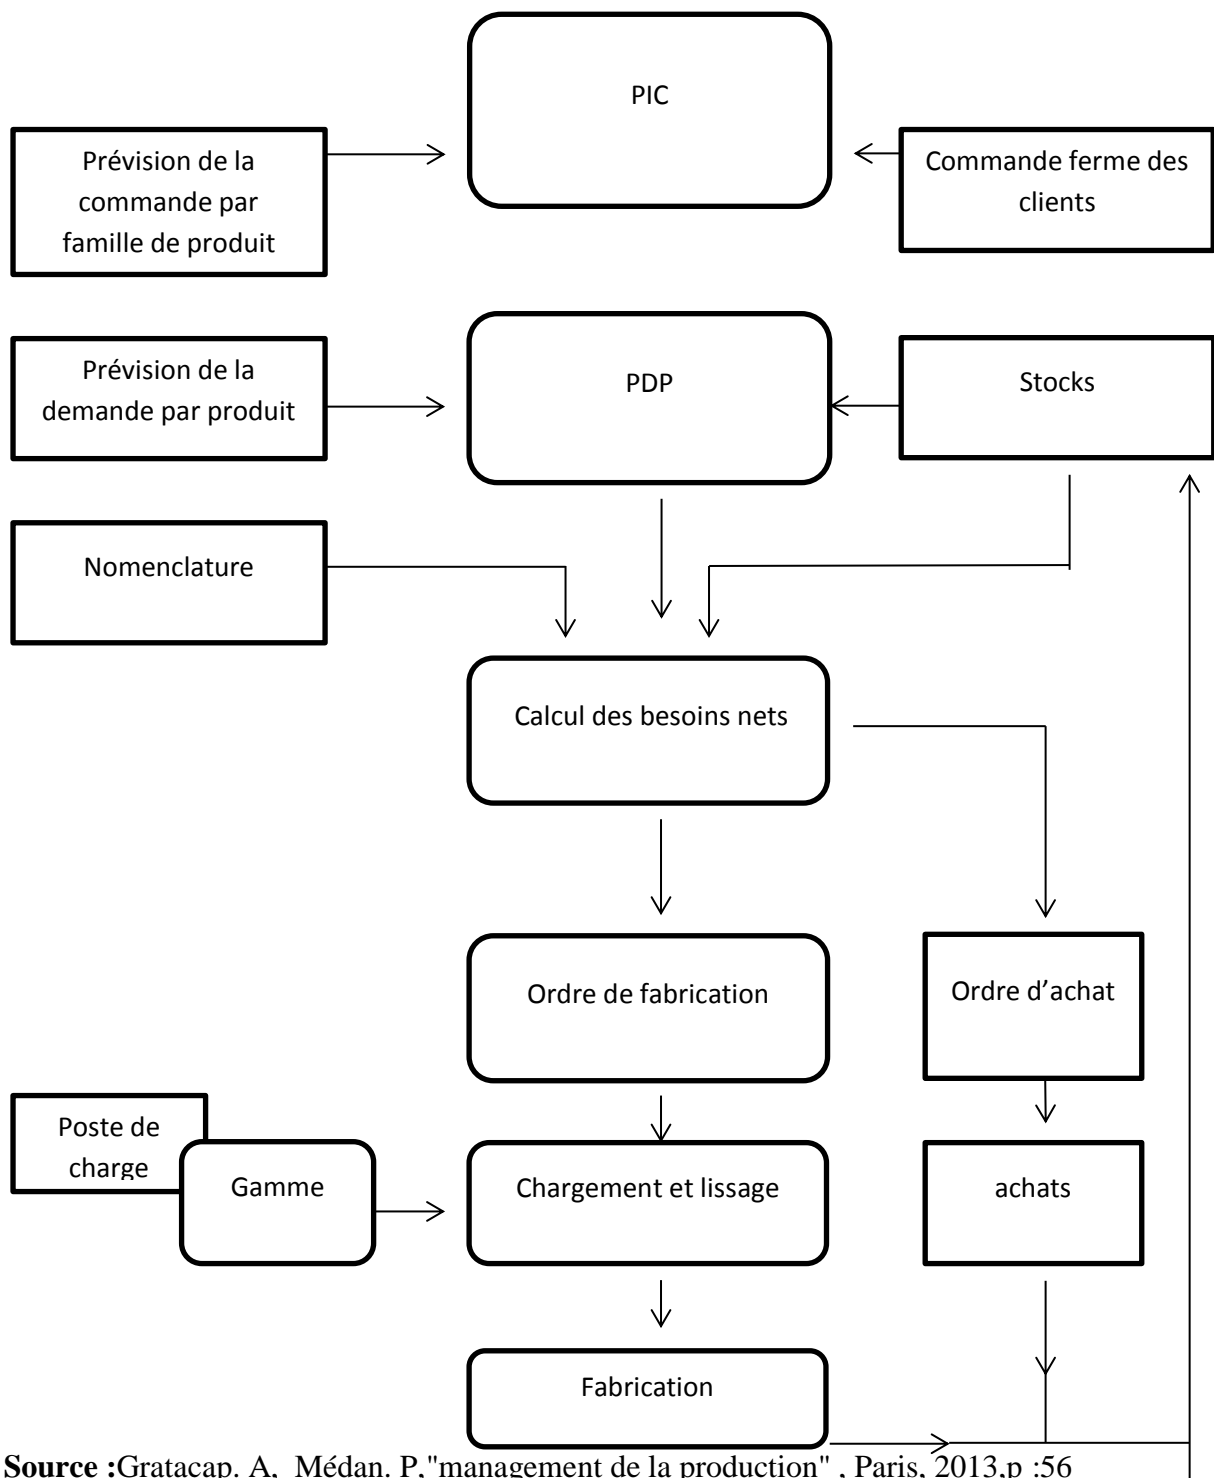 PIC
Prévision de la
commande par
famille de produit
Commande ferme des
clients
Prévision de la
demande par produit
PDP
Stocks
Nomenclature
Calcul des besoins nets
Ordre de fabrication
Ordre d’achat
Poste de
charge
Gamme
Chargement et lissage
achats
Fabrication
Source :Gratacap. A, Médan. P,"management de la production" , Paris, 2013,p :56